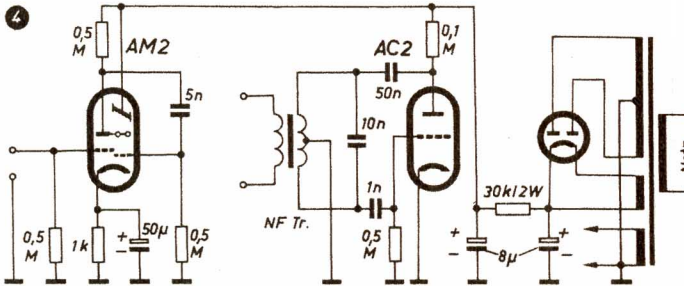 4
0,5
M
AM2
5n
0,5
M
1k
+
−
50µ
0,5
M
NF Tr.
10n
50n
1n
AC2
0,1
M
0,5
M
30k/2W
+
−
8µ
+
−
Netz